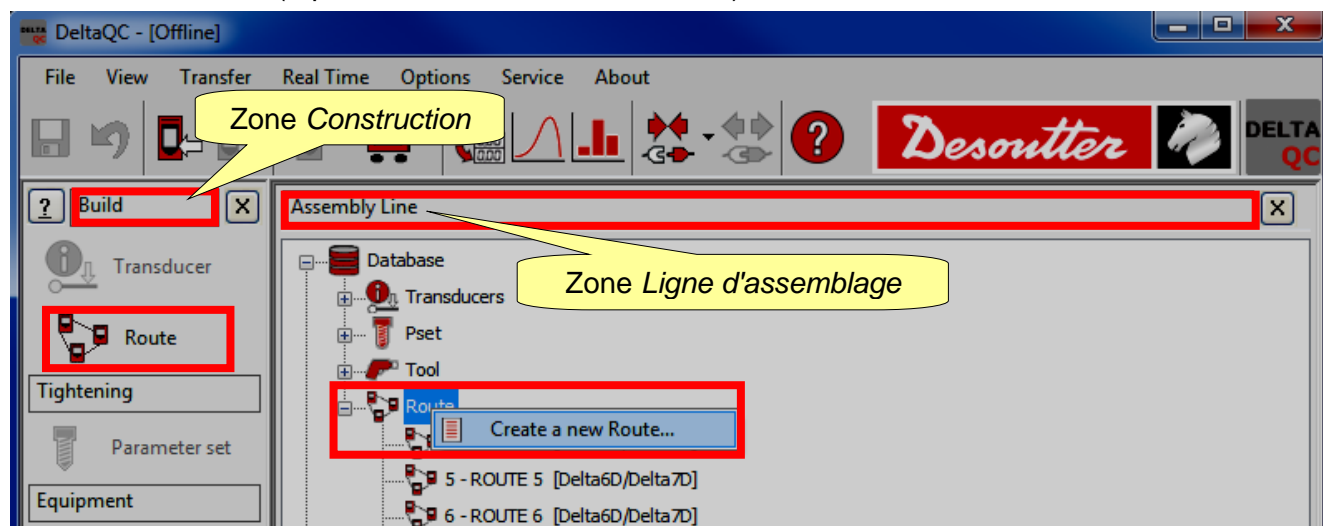 DeltaQC - [Offline]
File View Transfer Real Time Options Service About
Zone Construction
Desoutter
DELTA QC
? Build X
Assembly Line X
Transducer
Route
Tightening
Parameter set
Equipment
Database
Transducers
Zone Ligne d'assemblage
Pset
Tool
Route
Create a new Route...
5 - ROUTE 5 [Delta6D/Delta7D]
6 - ROUTE 6 [Delta6D/Delta7D]